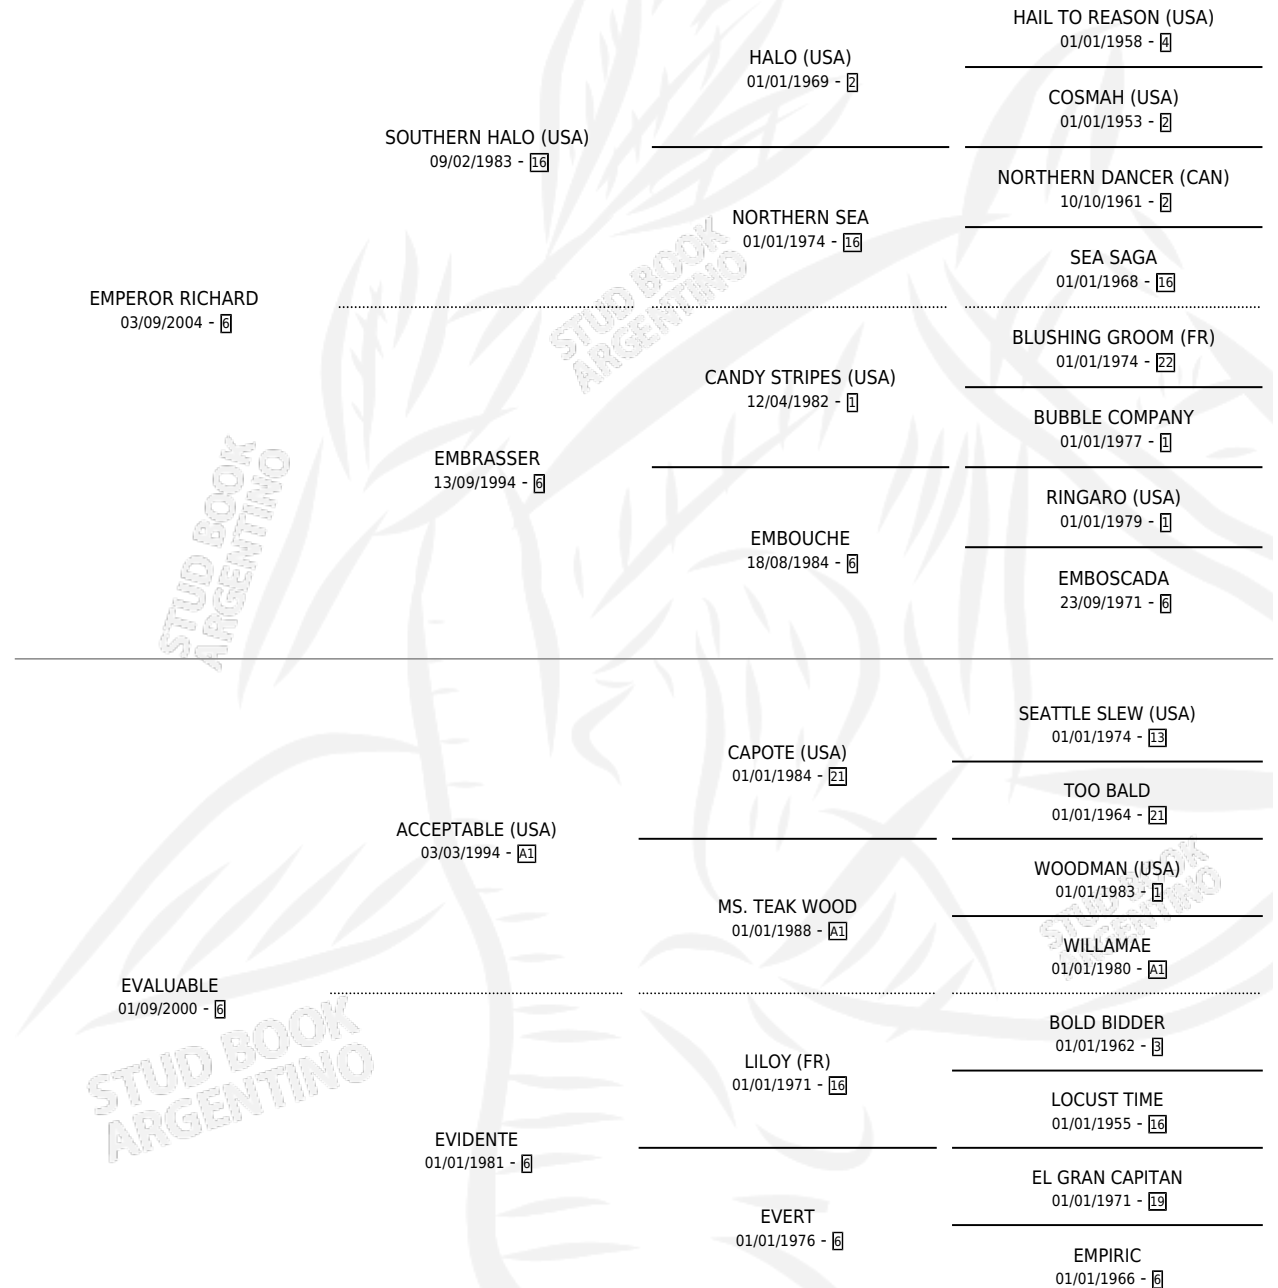 HAIL TO REASON (USA)
01/01/1958 - 4
HALO (USA)
01/01/1969 - 2
COSMAH (USA)
01/01/1953 - 2
SOUTHERN HALO (USA)
09/02/1983 - 16
NORTHERN DANCER (CAN)
10/10/1961 - 2
NORTHERN SEA
01/01/1974 - 16
SEA SAGA
01/01/1968 - 16
EMPEROR RICHARD
03/09/2004 - 6
BLUSHING GROOM (FR)
01/01/1974 - 22
CANDY STRIPES (USA)
12/04/1982 - 1
BUBBLE COMPANY
01/01/1977 - 1
EMBRASSER
13/09/1994 - 6
RINGARO (USA)
01/01/1979 - 1
EMBOUCHE
18/08/1984 - 6
EMBOSCADA
23/09/1971 - 6
STUD BOOK
ARGENTINO
STUD BOOK
ARGENTINO
SEATTLE SLEW (USA)
01/01/1974 - 13
CAPOTE (USA)
01/01/1984 - 21
TOO BALD
01/01/1964 - 21
ACCEPTABLE (USA)
03/03/1994 - A1
WOODMAN (USA)
01/01/1983 - 1
MS. TEAK WOOD
01/01/1988 - A1
WILLAMAE
01/01/1980 - A1
STUD BOOK
ARGENTINO
EVALUABLE
01/09/2000 - 6
BOLD BIDDER
01/01/1962 - 3
LILOY (FR)
01/01/1971 - 16
LOCUST TIME
01/01/1955 - 16
STUD BOOK
ARGENTINO
EVIDENTE
01/01/1981 - 6
EL GRAN CAPITAN
01/01/1971 - 19
EVERT
01/01/1976 - 6
EMPIRIC
01/01/1966 - 6